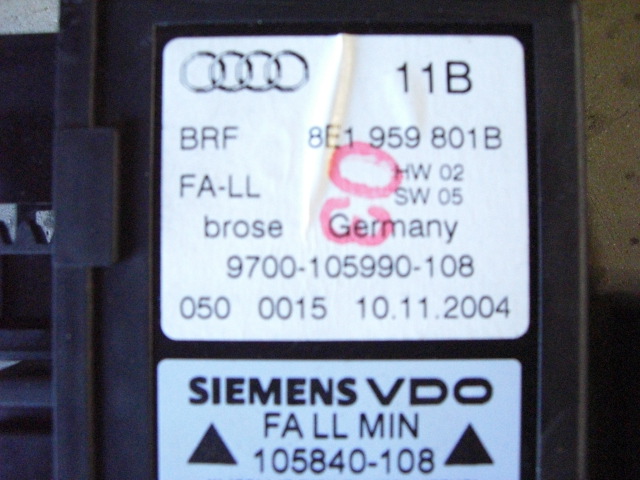 11B
BRF 8E1 959 801B
FA-LL HW 02
SW 05
03
brose Germany
9700-105990-108
050 0015 10.11.2004
SIEMENS VDO
FA LL MIN
105840-108